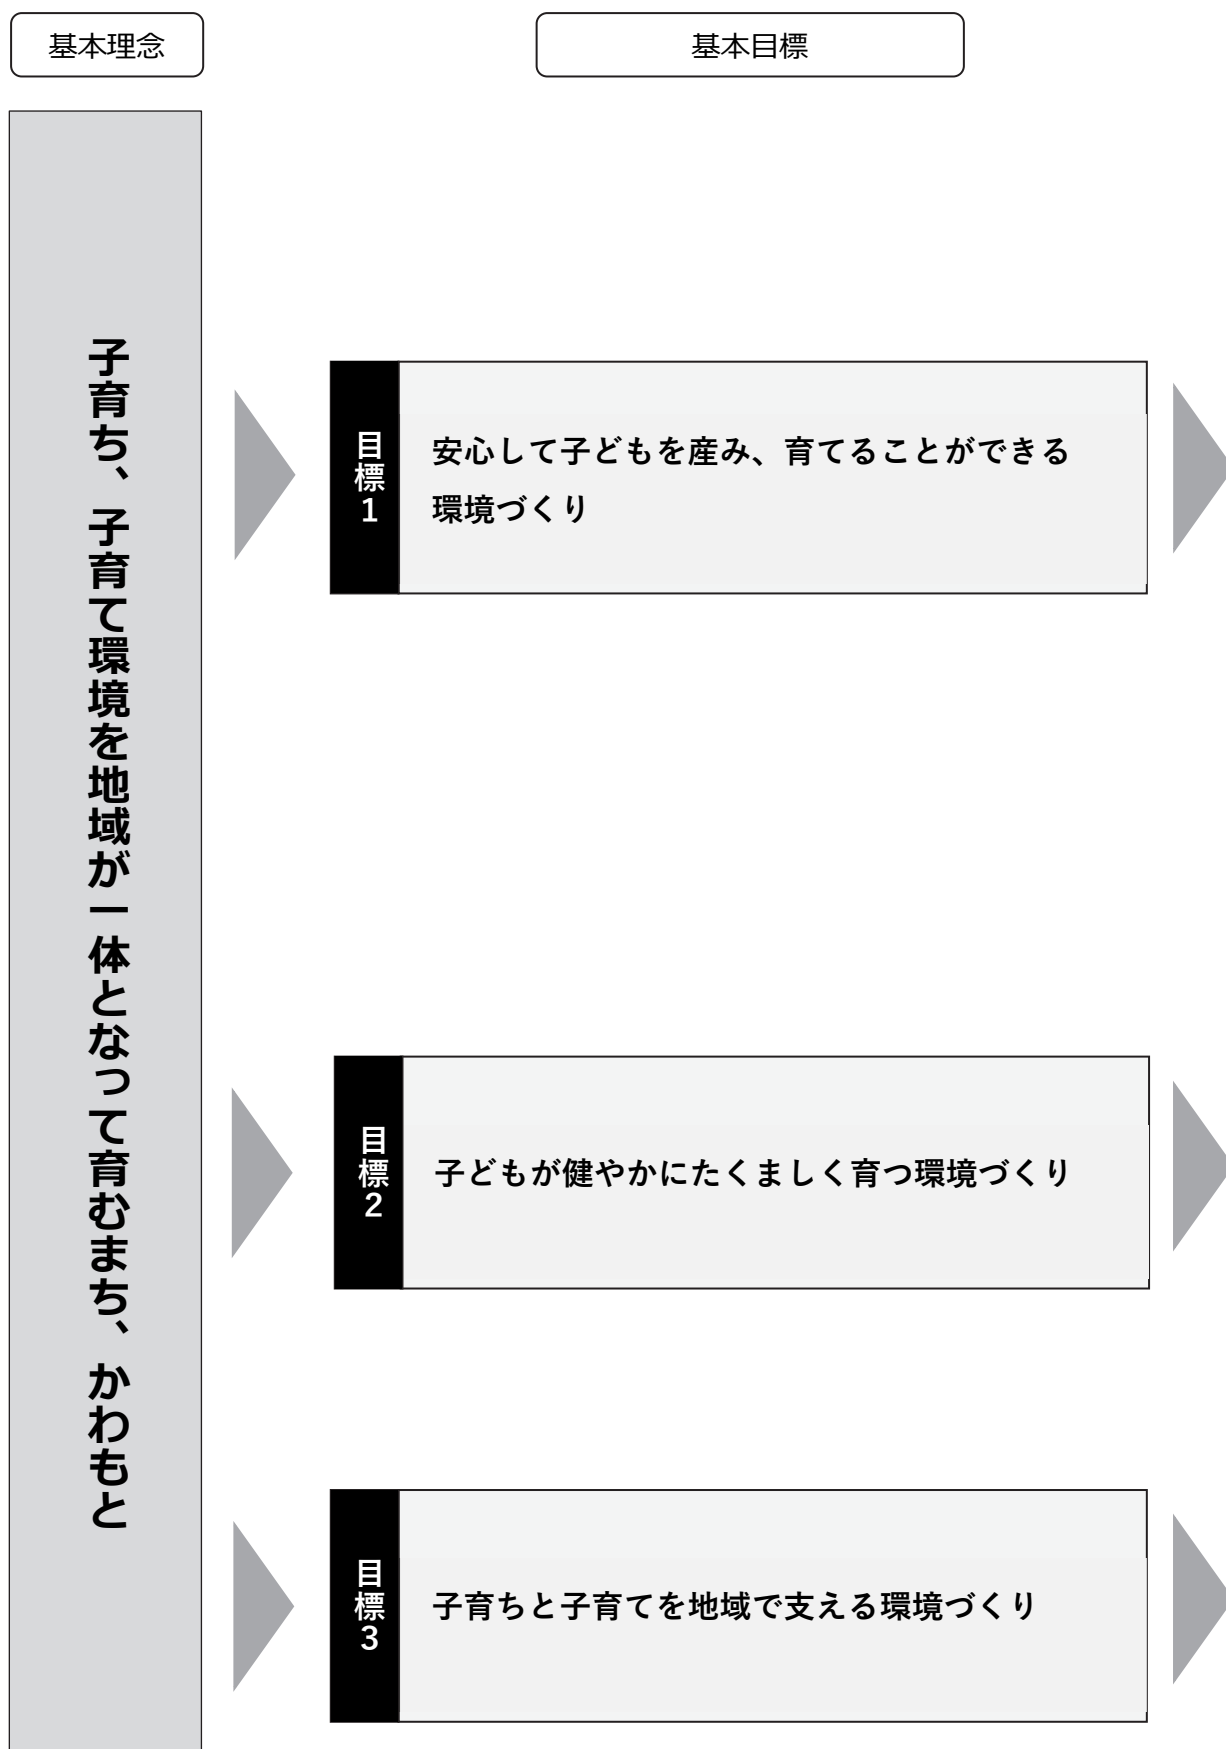 基本理念
基本目標
子育ち、子育て環境を地域が一体となって育むまち、かわもと
目標1
安心して子どもを産み、育てることができる
環境づくり
目標2
子どもが健やかにたくましく育つ環境づくり
目標3
子育ちと子育てを地域で支える環境づくり